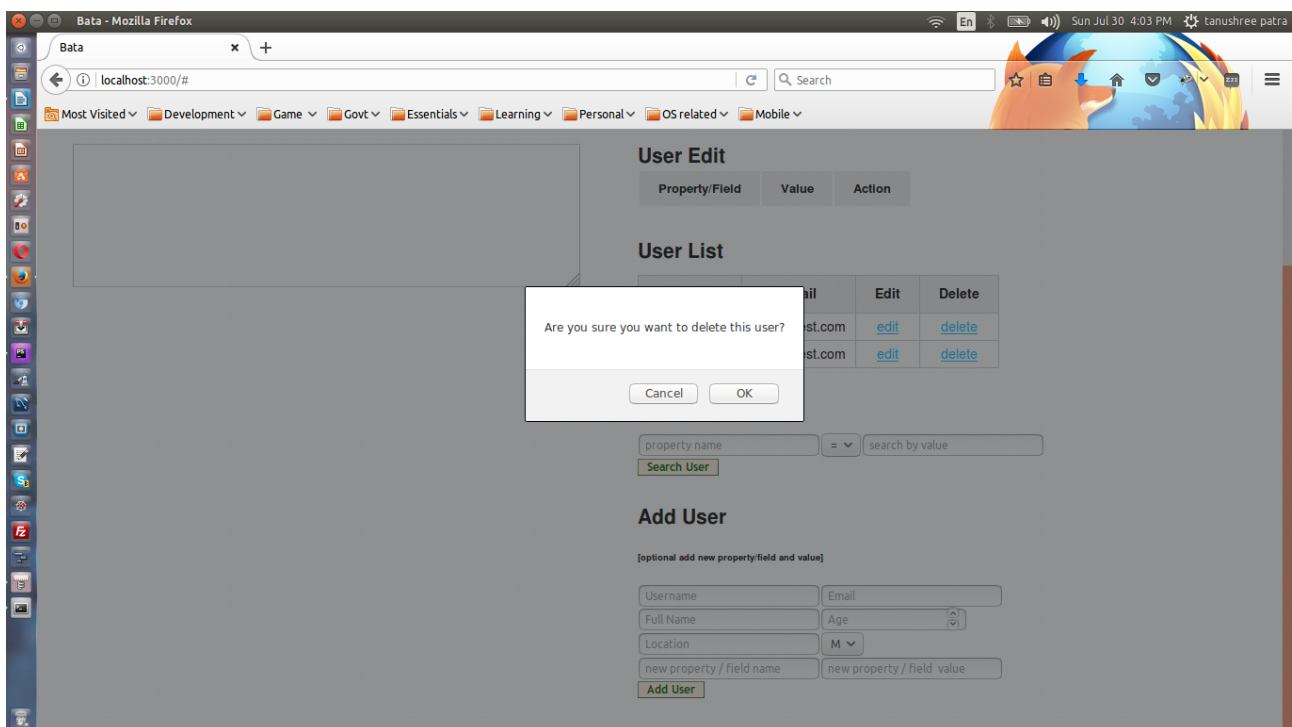 Bata - Mozilla Firefox
En
Sun Jul 30 4:03 PM tanushree patra
Bata
localhost:3000/#
Search
Most Visited Development Game Govt Essentials Learning Personal OS related Mobile
User Edit
Property/Field Value Action
User List
ail Edit Delete
st.com edit delete
st.com edit delete
Are you sure you want to delete this user?
Cancel OK
property name = search by value
Search User
Add User
[optional add new property/field and value]
Username Email
Full Name Age
Location M
new property / field name new property / field value
Add User